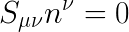 $S_{\mu\nu} n^{\nu} = 0$